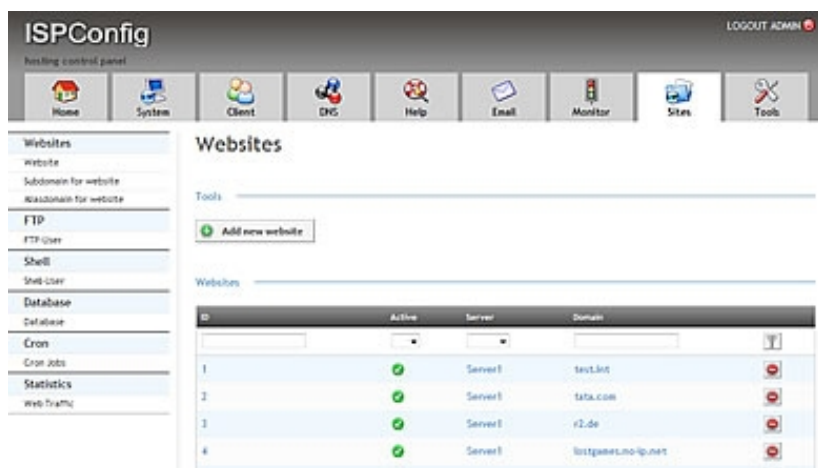 ISPConfig
LOGOUT ADMIN
hosting control panel
Home System Client DNS Help Email Monitor Sites Tools
Websites
Website
Subdomain for website
Aliasdomain for website
FTP
FTP-User
Shell
Shell-User
Database
Database
Cron
Cron Jobs
Statistics
Web Traffic
Websites
Tools
Add new website
Websites
ID Active Server Domain
1 Server1 test.int
2 Server1 tata.com
3 Server1 r2.de
4 Server1 lostgames.no-ip.net